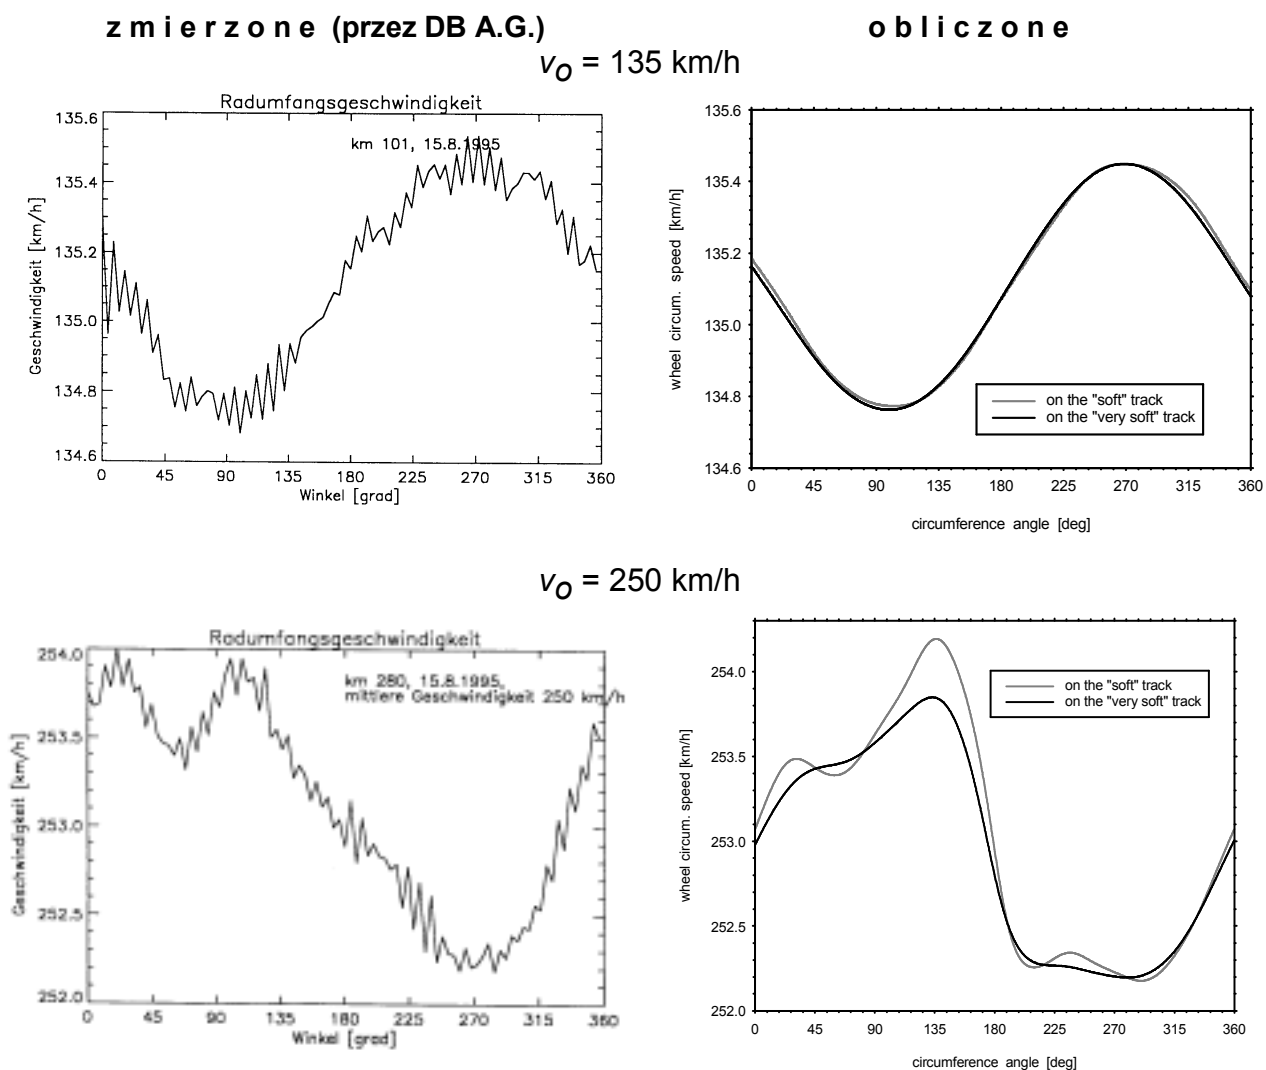 zmierzone (przez DB A.G.)
obliczone
vo = 135 km/h
Radumfangsgeschwindigkeit
km 101, 15.8.1995
Geschwindigkeit [km/h]
135.6
135.4
135.2
135.0
134.8
134.6
0 45 90 135 180 225 270 315 360
Winkel [grad]
wheel circum. speed [km/h]
135.6
135.4
135.2
135.0
134.8
134.6
on the "soft" track
on the "very soft" track
0 45 90 135 180 225 270 315 360
circumference angle [deg]
vo = 250 km/h
Radumfangsgeschwindigkeit
km 280, 15.8.1995,
mittlere Geschwindigkeit 250 km/h
Geschwindigkeit [km/h]
254.0
253.5
253.0
252.5
252.0
0 45 90 135 180 225 270 315 360
Winkel [grad]
wheel circum. speed [km/h]
254.0
253.5
253.0
252.5
252.0
on the "soft" track
on the "very soft" track
0 45 90 135 180 225 270 315 360
circumference angle [deg]